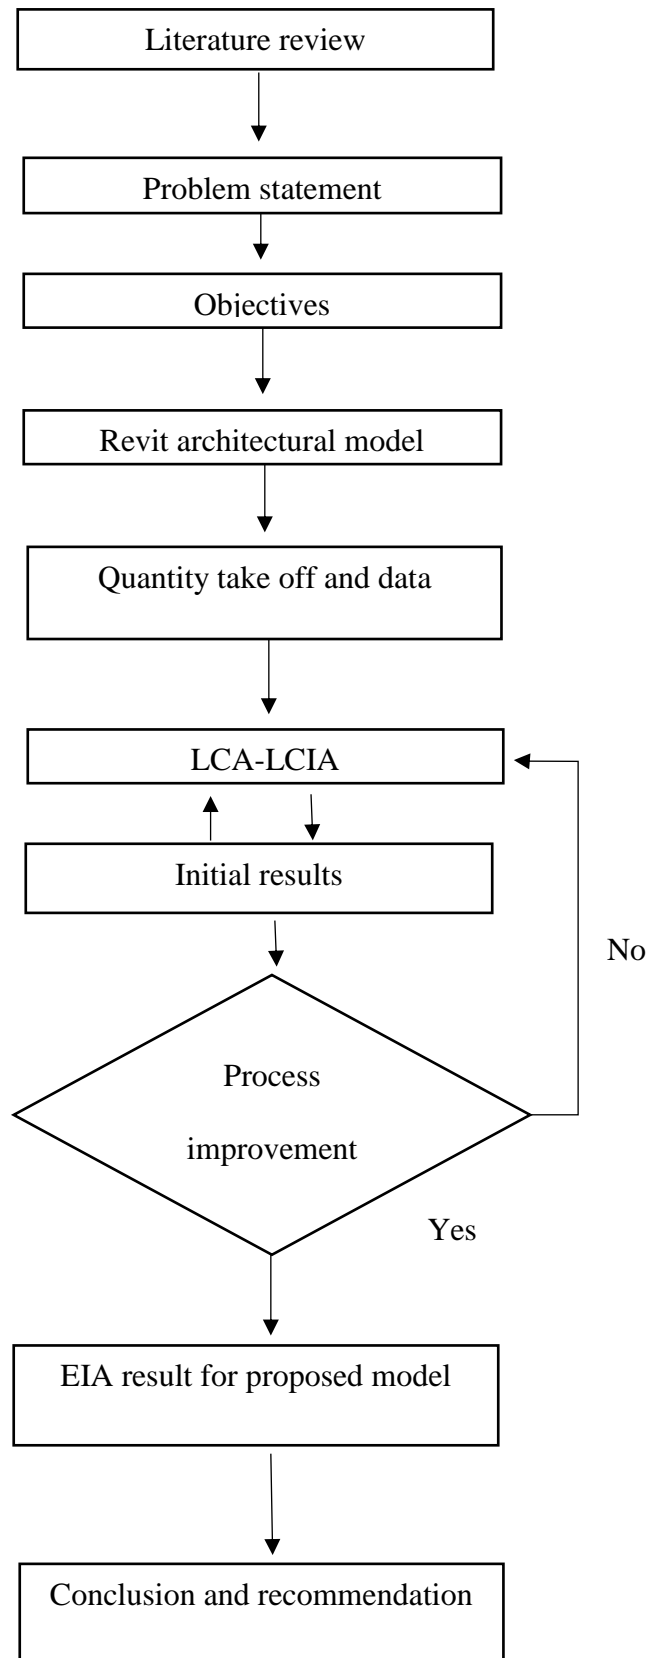 Literature review
Problem statement
Objectives
Revit architectural model
Quantity take off and data
LCA-LCIA
Initial results
No
Process
improvement
Yes
EIA result for proposed model
Conclusion and recommendation